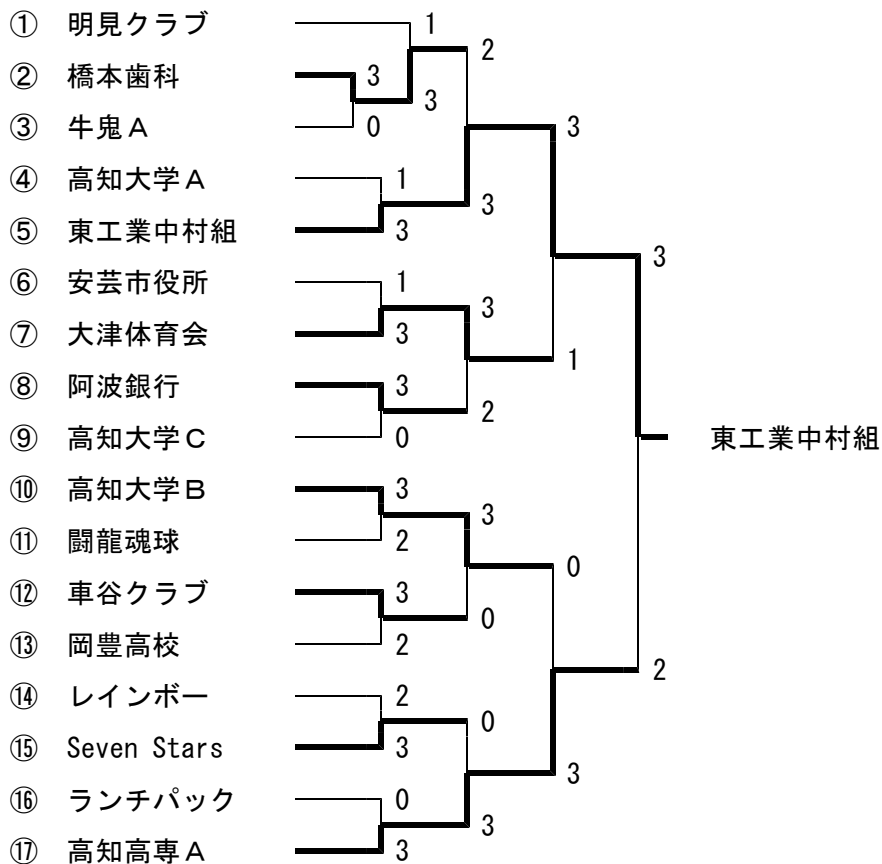 ① 明見クラブ 1
2
② 橋本歯科 3
3
③ 牛鬼A 0
3
④ 高知大学A 1
3
⑤ 東工業中村組 3
3
⑥ 安芸市役所 1
3
⑦ 大津体育会 3
1
⑧ 阿波銀行 3
2
⑨ 高知大学C 0
東工業中村組
⑩ 高知大学B 3
3
⑪ 闘龍魂球 2
0
⑫ 車谷クラブ 3
0
⑬ 岡豊高校 2
2
⑭ レインボー 2
0
⑮ Seven Stars 3
3
⑯ ランチパック 0
3
⑰ 高知高専A 3